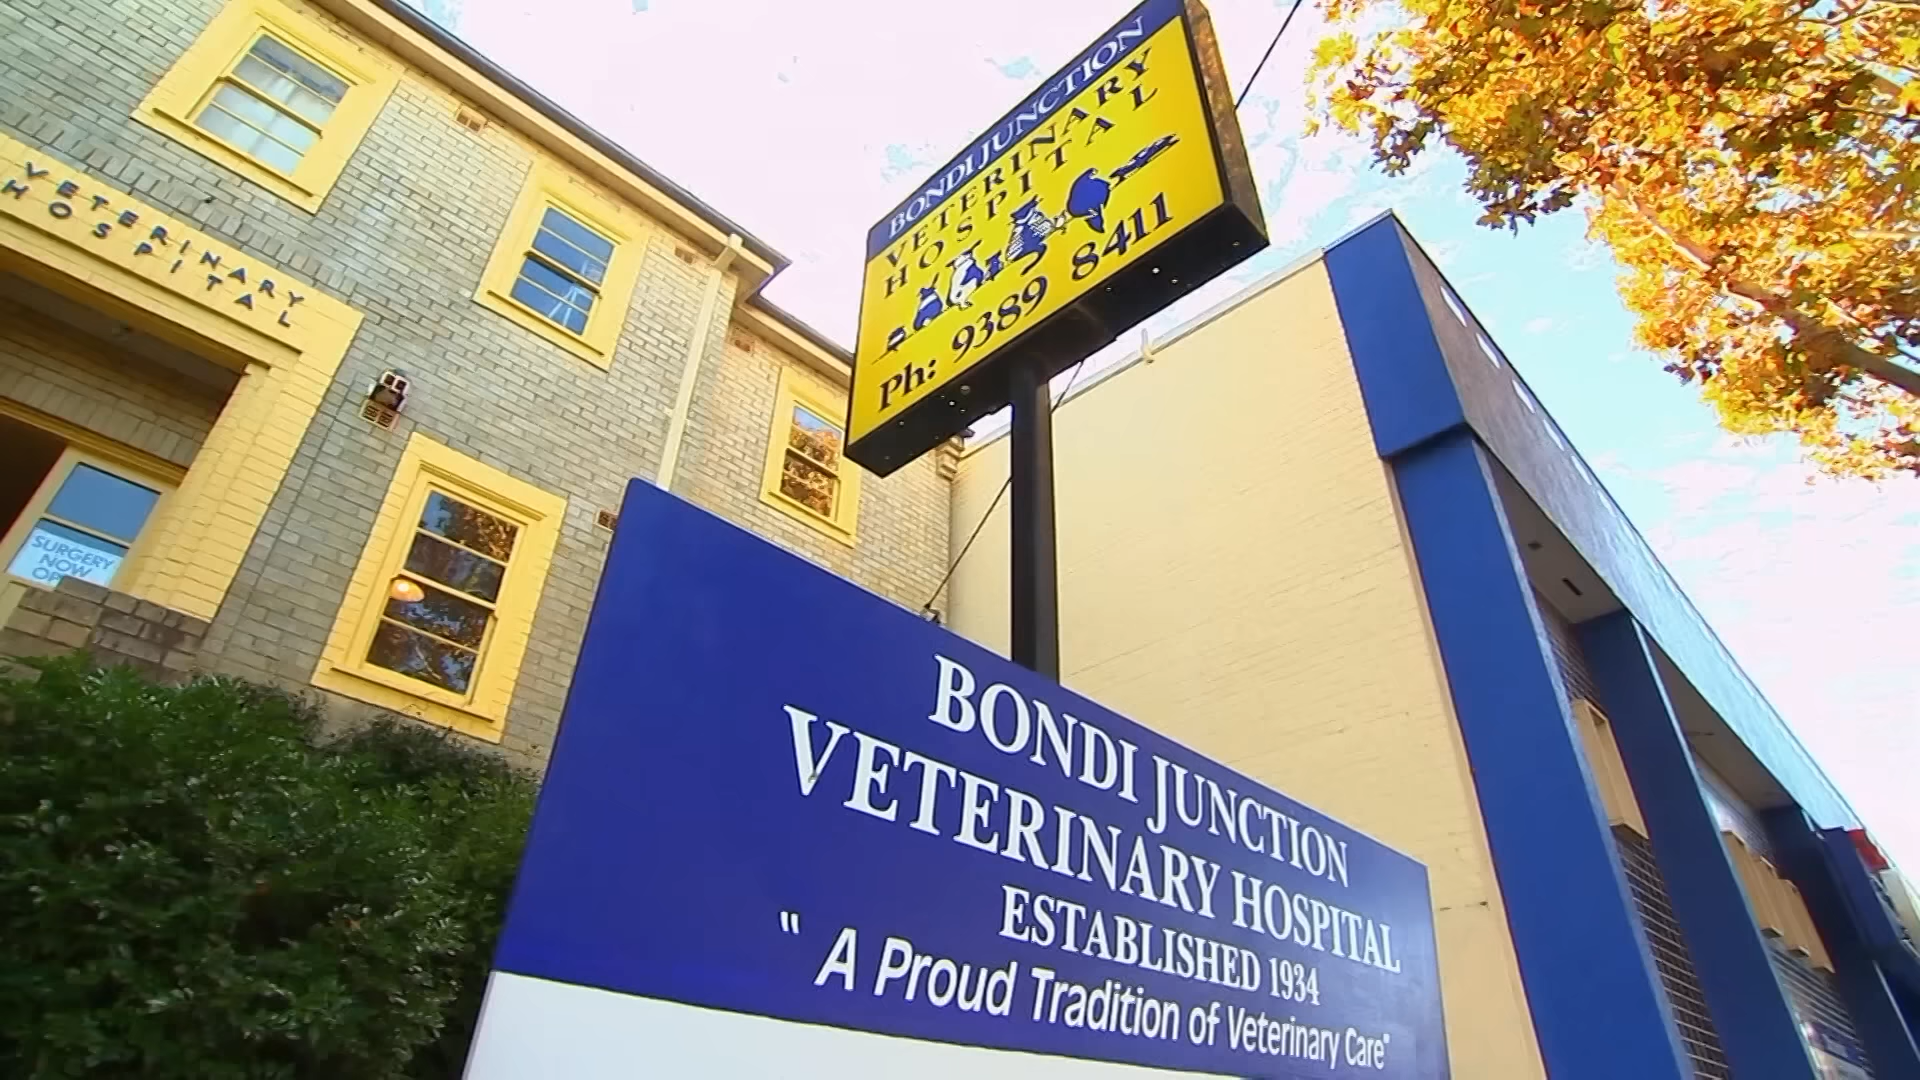 VETERINARY
HOSPITAL
SURGERY
NOW
BONDI JUNCTION
VETERINARY
HOSPITAL
Ph: 9389 8411
BONDI JUNCTION
VETERINARY HOSPITAL
ESTABLISHED 1934
" A Proud Tradition of Veterinary Care"